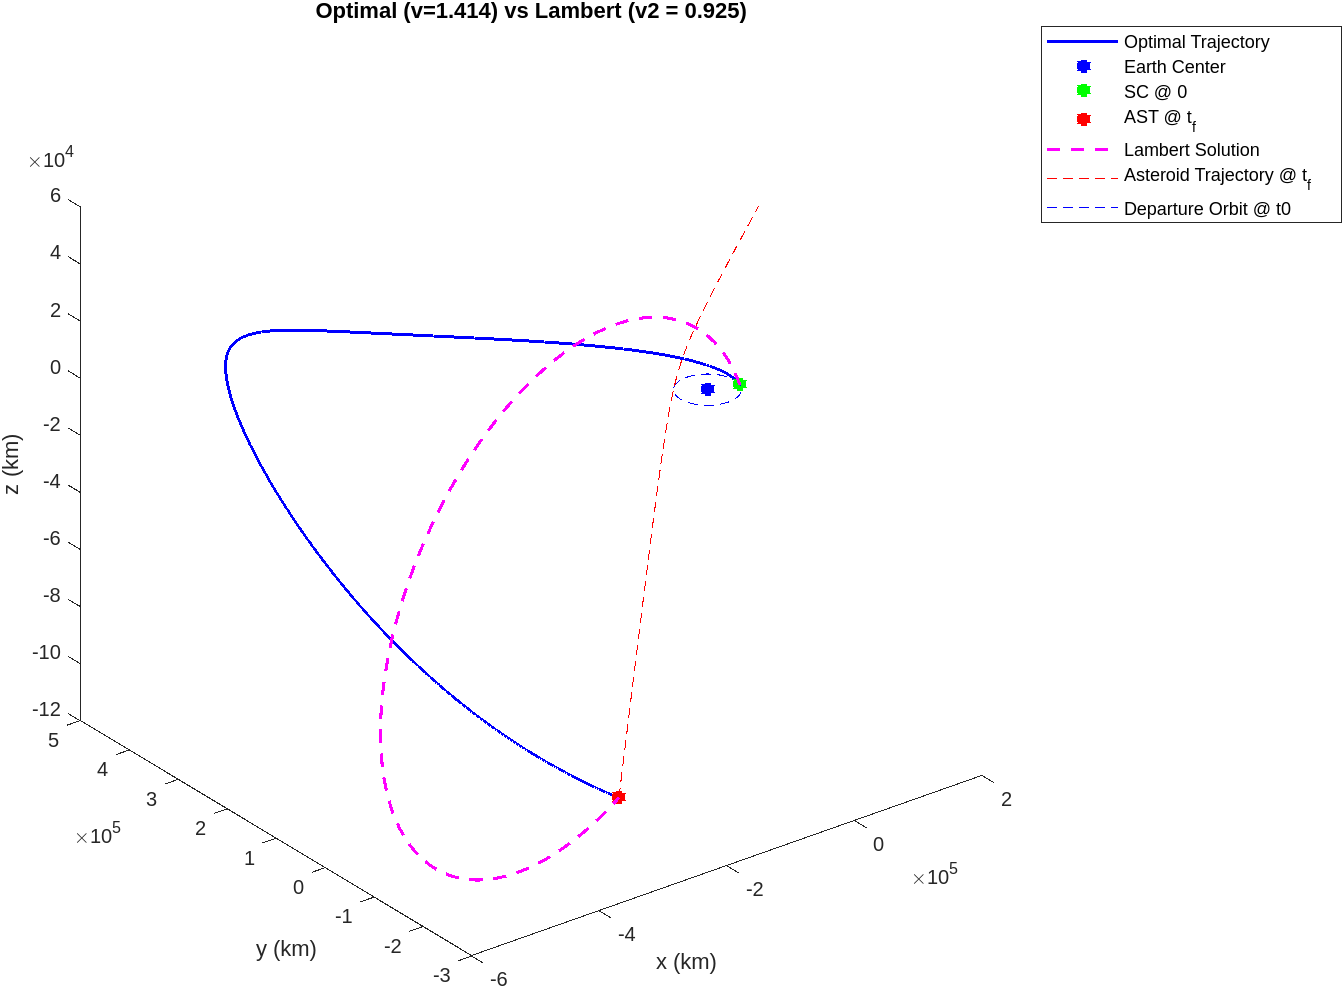 Optimal (v=1.414) vs Lambert (v2 = 0.925)
Optimal Trajectory
Earth Center
SC @ 0
AST @ t_f
Lambert Solution
Asteroid Trajectory @ t_f
Departure Orbit @ t0
×10^4
6
4
2
0
-2
-4
-6
-8
-10
-12
z (km)
5
4
3
2
1
0
-1
-2
-3
×10^5
y (km)
-6
-4
-2
0
2
×10^5
x (km)